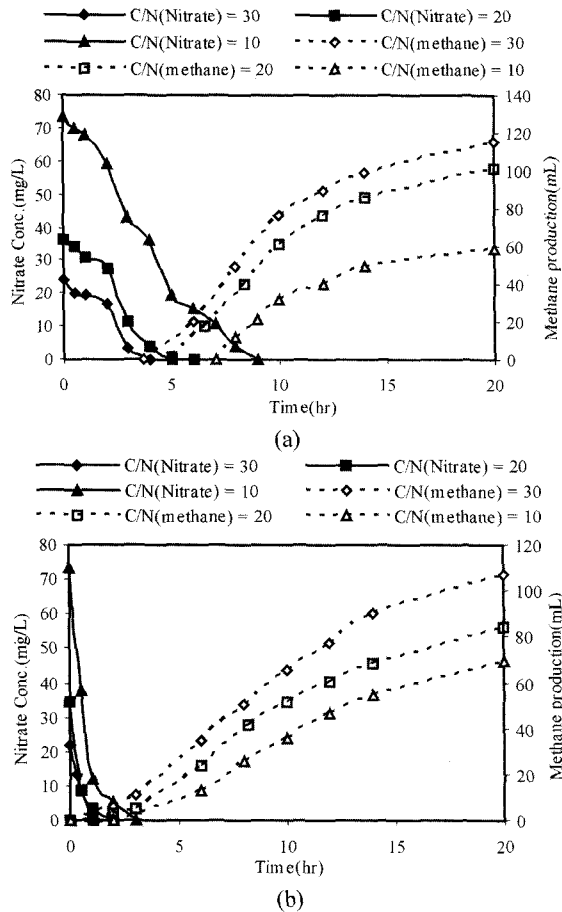 C/N(Nitrate) = 30 C/N(Nitrate) = 20
C/N(Nitrate) = 10 C/N(methane) = 30
C/N(methane) = 20 C/N(methane) = 10
80 140
70 120
60 100
50 80
40 60
30 40
20 20
10 0
0
Nitrate Conc.(mg/L)
Methane production(mL)
0 5 10 15 20
Time(hr)
(a)
C/N(Nitrate) = 30 C/N(Nitrate) = 20
C/N(Nitrate) = 10 C/N(methane) = 30
C/N(methane) = 20 C/N(methane) = 10
80 120
70 100
60 80
50 60
40 40
30 20
20 0
10
0
Nitrate Conc.(mg/L)
Methane production(mL)
0 5 10 15 20
Time(hr)
(b)